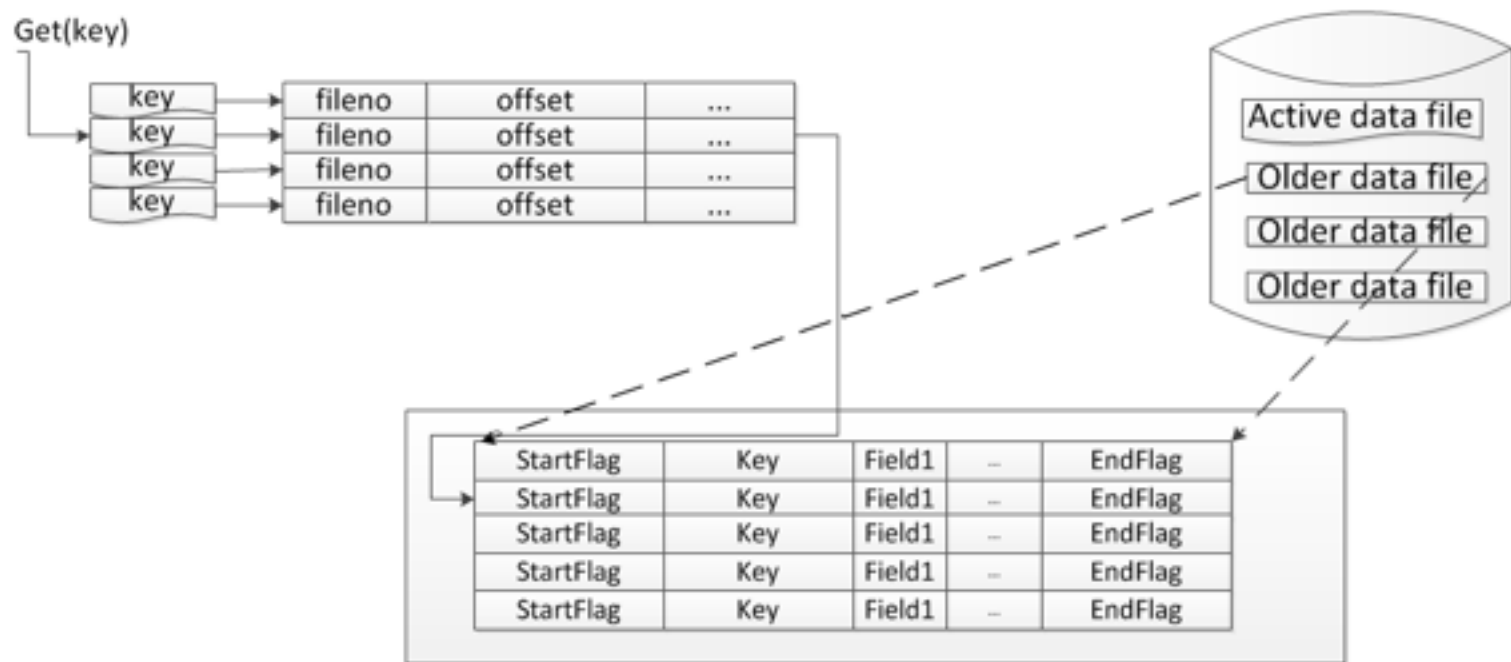 Get(key)
key fileno offset ...
key fileno offset ...
key fileno offset ...
key fileno offset ...
Active data file
Older data file
Older data file
Older data file
StartFlag Key Field1 ... EndFlag
StartFlag Key Field1 ... EndFlag
StartFlag Key Field1 ... EndFlag
StartFlag Key Field1 ... EndFlag
StartFlag Key Field1 ... EndFlag